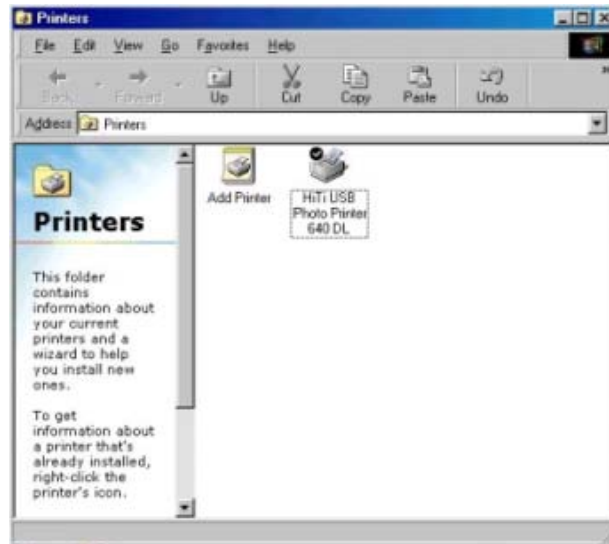 Printers
File Edit View Go Favorites Help
Back Forward Up Cut Copy Paste Undo
Address Printers
Add Printer
HiTi USB
Photo Printer
640 DL
Printers
This folder
contains
information about
your current
printers and a
wizard to help
you install new
ones.
To get
information about
a printer that's
already installed,
right-click the
printer's icon.